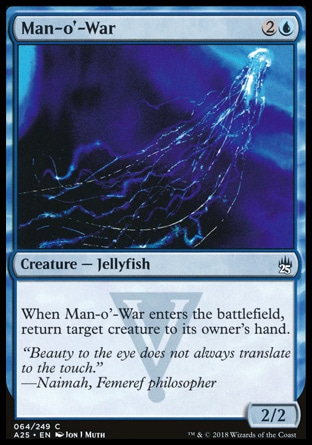 Man-o'-War 2
Creature — Jellyfish
25
When Man-o'-War enters the battlefield,
return target creature to its owner's hand.
"Beauty to the eye does not always translate
to the touch."
—Naimah, Femeref philosopher
064/249 C
A25 • EN Jon J Muth
™ & © 2018 Wizards of the Coast
2/2